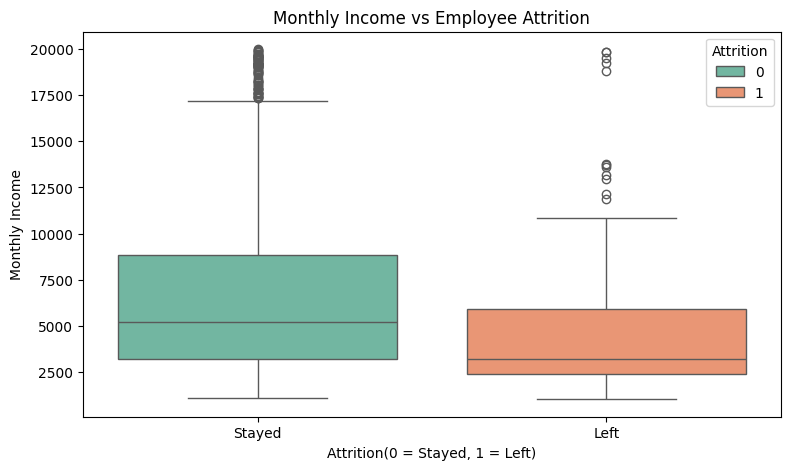 Monthly Income vs Employee Attrition
Monthly Income
20000
17500
15000
12500
10000
7500
5000
2500
Attrition
0
1
Stayed
Left
Attrition(0 = Stayed, 1 = Left)